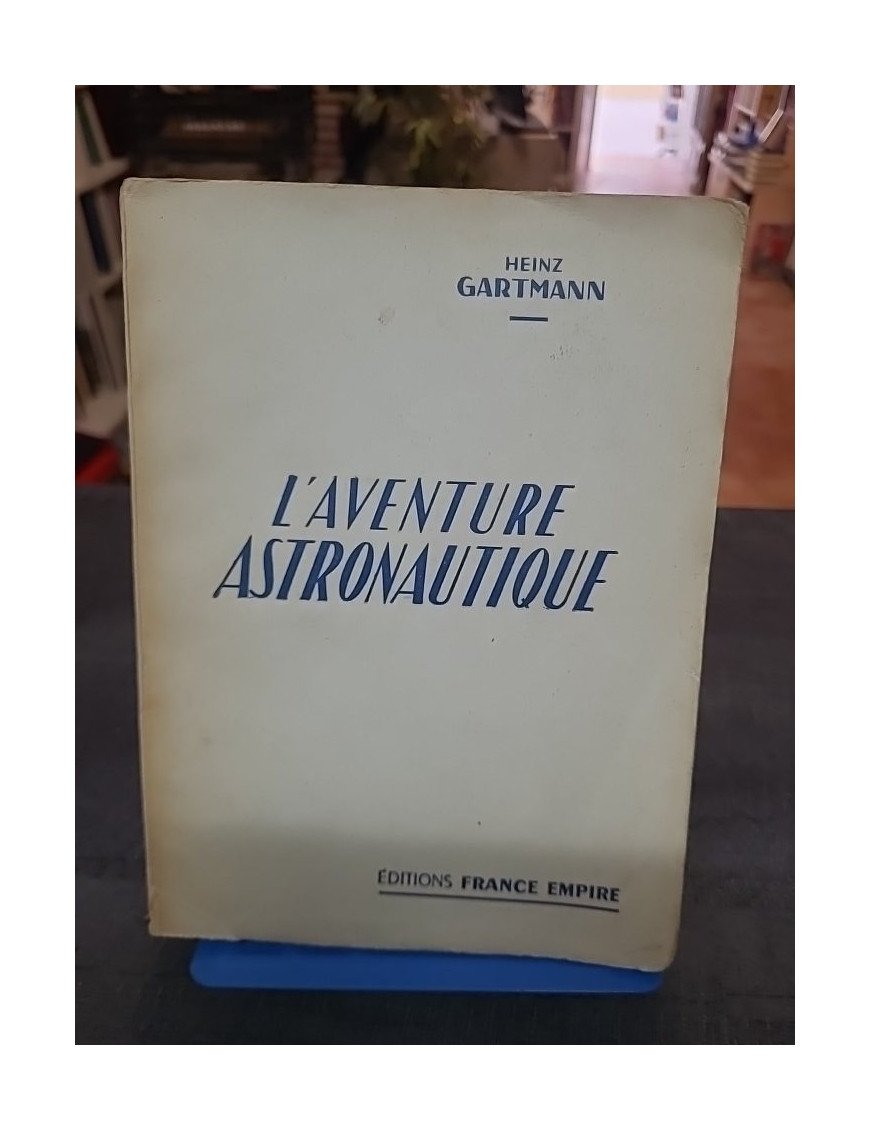 HEINZ
GARTMANN
L'AVENTURE
ASTRONAUTIQUE
ÉDITIONS FRANCE EMPIRE